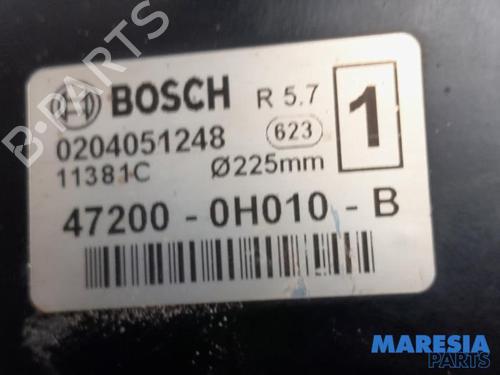 BOSCH R 5.7 1
0204051248 623
11381C Ø225mm
47200 - 0H010 - B
B-PARTS
MARESIA
PARTS